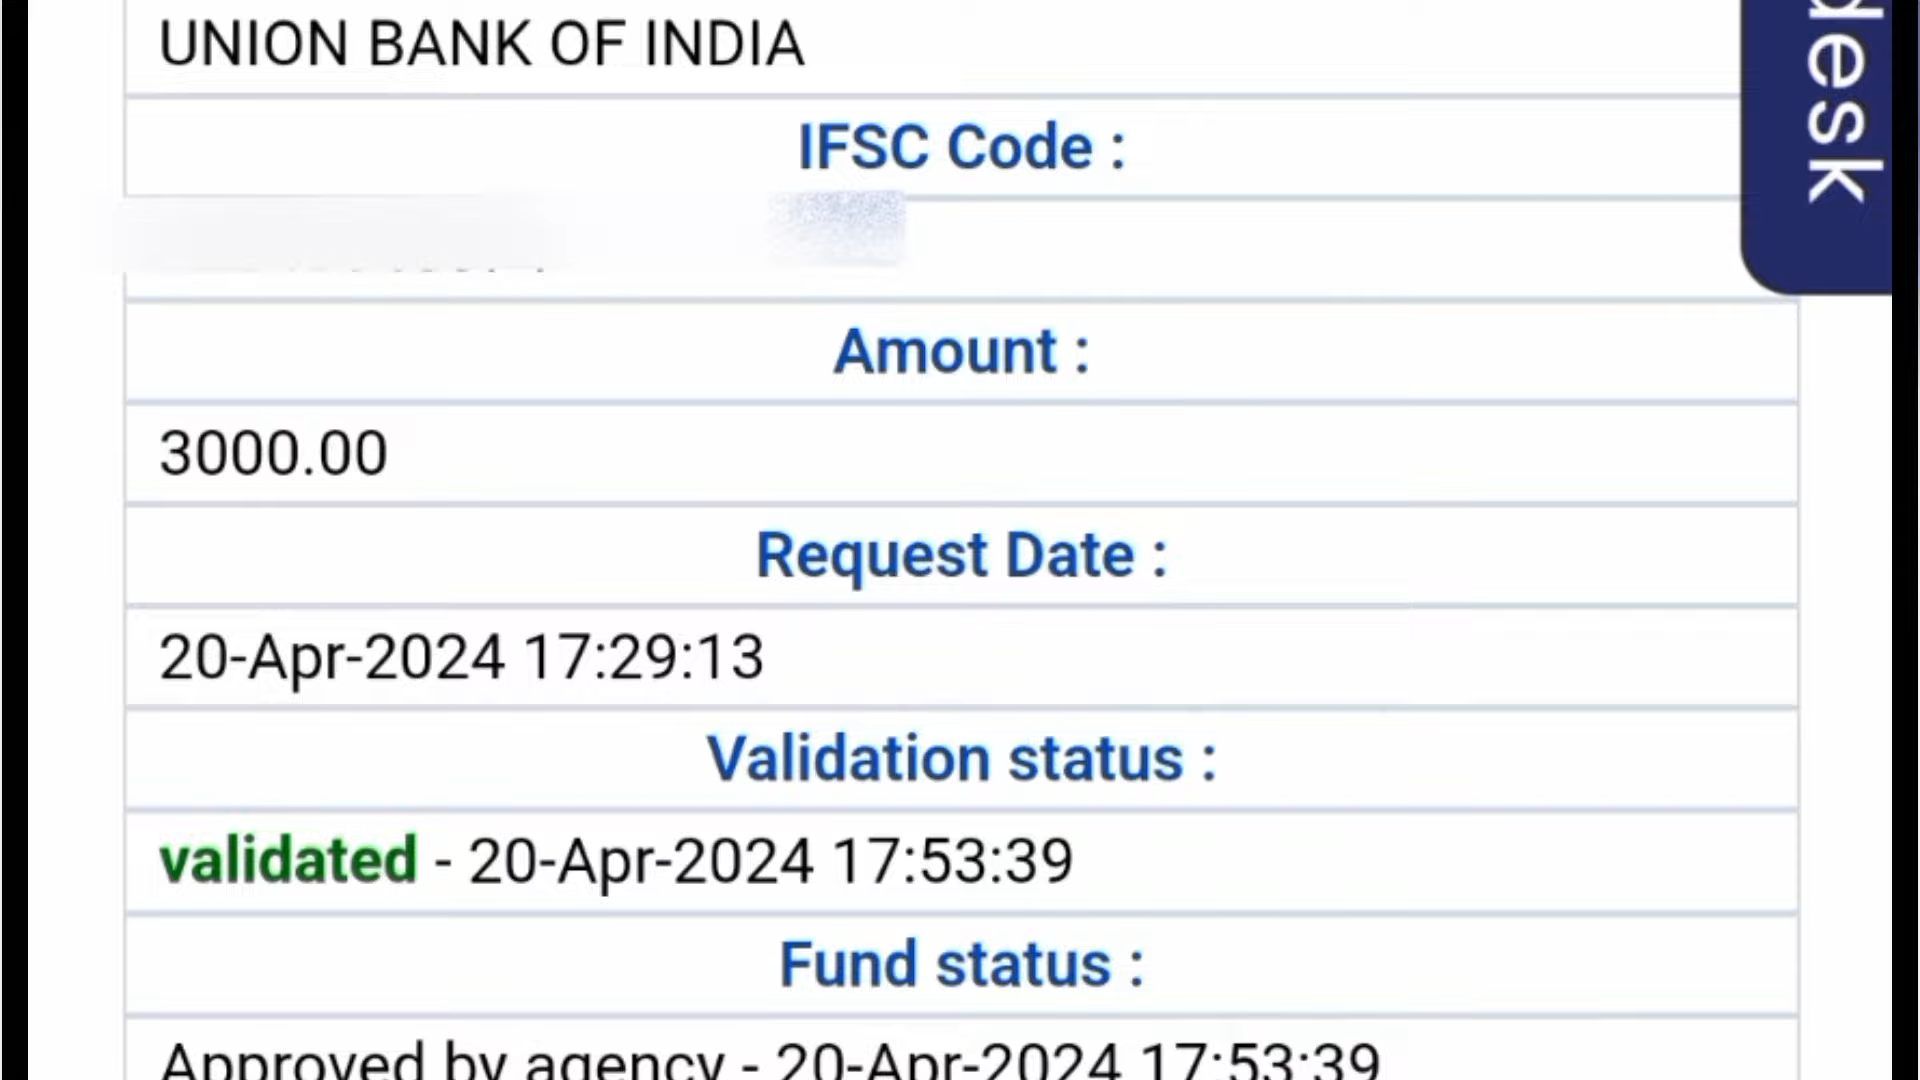 UNION BANK OF INDIA
desk
IFSC Code :
Amount :
3000.00
Request Date :
20-Apr-2024 17:29:13
Validation status :
validated - 20-Apr-2024 17:53:39
Fund status :
Approved by agency - 20-Apr-2024 17:53:39